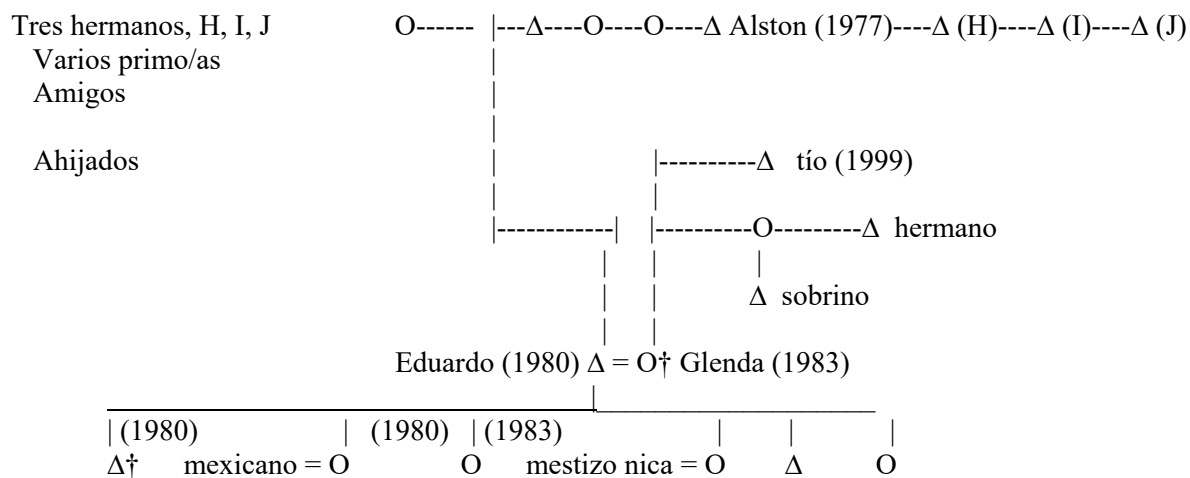 Tres hermanos, H, I, J O------ |---Δ----O----O----Δ Alston (1977)----Δ (H)----Δ (I)----Δ (J)
Varios primo/as |
Amigos |
|
Ahijados | |----------Δ tío (1999)
| |
|------------| |----------O---------Δ hermano
| | |
| | Δ sobrino
| |
Eduardo (1980) Δ = O† Glenda (1983)
|
| (1980) | (1980) | (1983) | | |
Δ† mexicano = O O mestizo nica = O Δ O